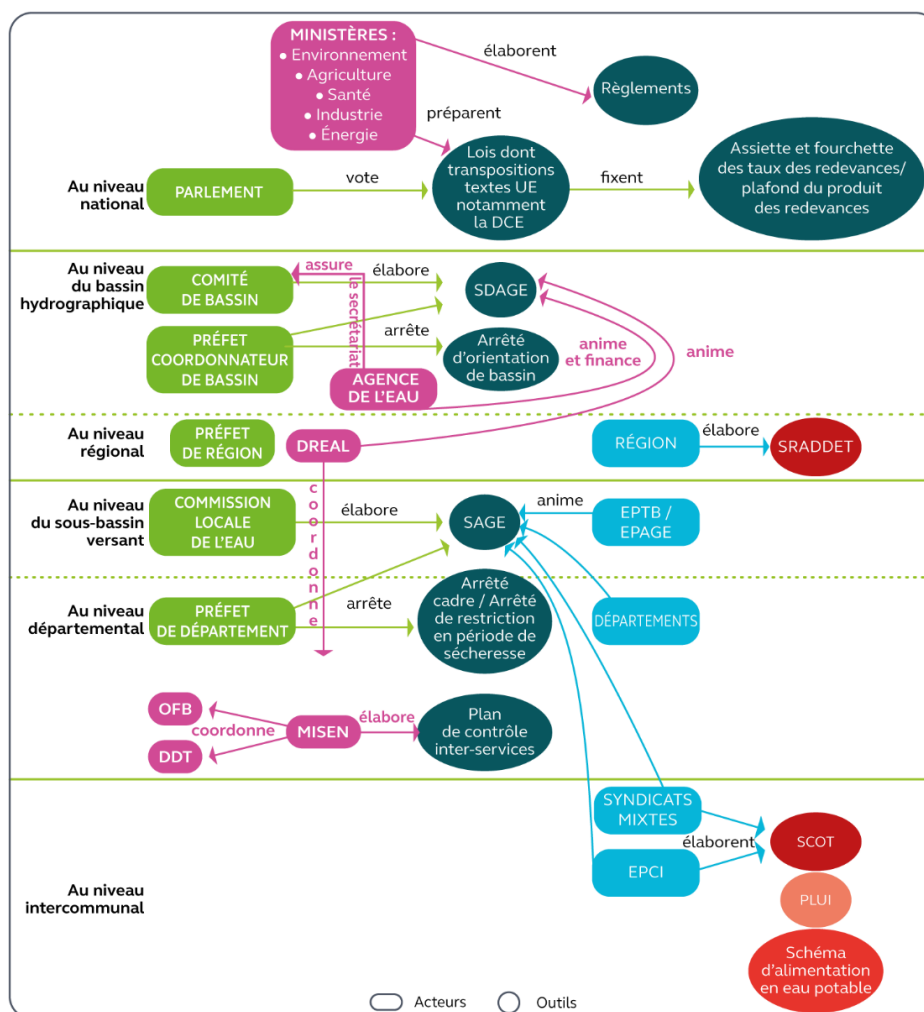 MINISTÈRES :
● Environnement
● Agriculture
● Santé
● Industrie
● Énergie
élaborent
Règlements
préparent
Au niveau
national
PARLEMENT
vote
Lois dont
transpositions
textes UE
notamment
la DCE
fixent
Assiette et fourchette
des taux des redevances/
plafond du produit
des redevances
Au niveau
du bassin
hydrographique
COMITÉ
DE BASSIN
assure
le secrétariat
élabore
SDAGE
PRÉFET
COORDONNATEUR
DE BASSIN
arrête
Arrêté
d'orientation
de bassin
AGENCE
DE L'EAU
anime
et finance
anime
Au niveau
régional
PRÉFET
DE RÉGION
DREAL
RÉGION
élabore
SRADDET
coordonne
Au niveau
du sous-bassin
versant
COMMISSION
LOCALE
DE L'EAU
élabore
SAGE
anime
EPTB /
EPAGE
Au niveau
départemental
PRÉFET
DE DÉPARTEMENT
arrête
Arrêté
cadre / Arrêté
de restriction
en période de
sécheresse
DÉPARTEMENTS
OFB
coordonne
DDT
MISEN
élabore
Plan
de contrôle
inter-services
Au niveau
intercommunal
SYNDICATS
MIXTES
élaborent
EPCI
SCOT
PLUI
Schéma
d'alimentation
en eau potable
Acteurs
Outils